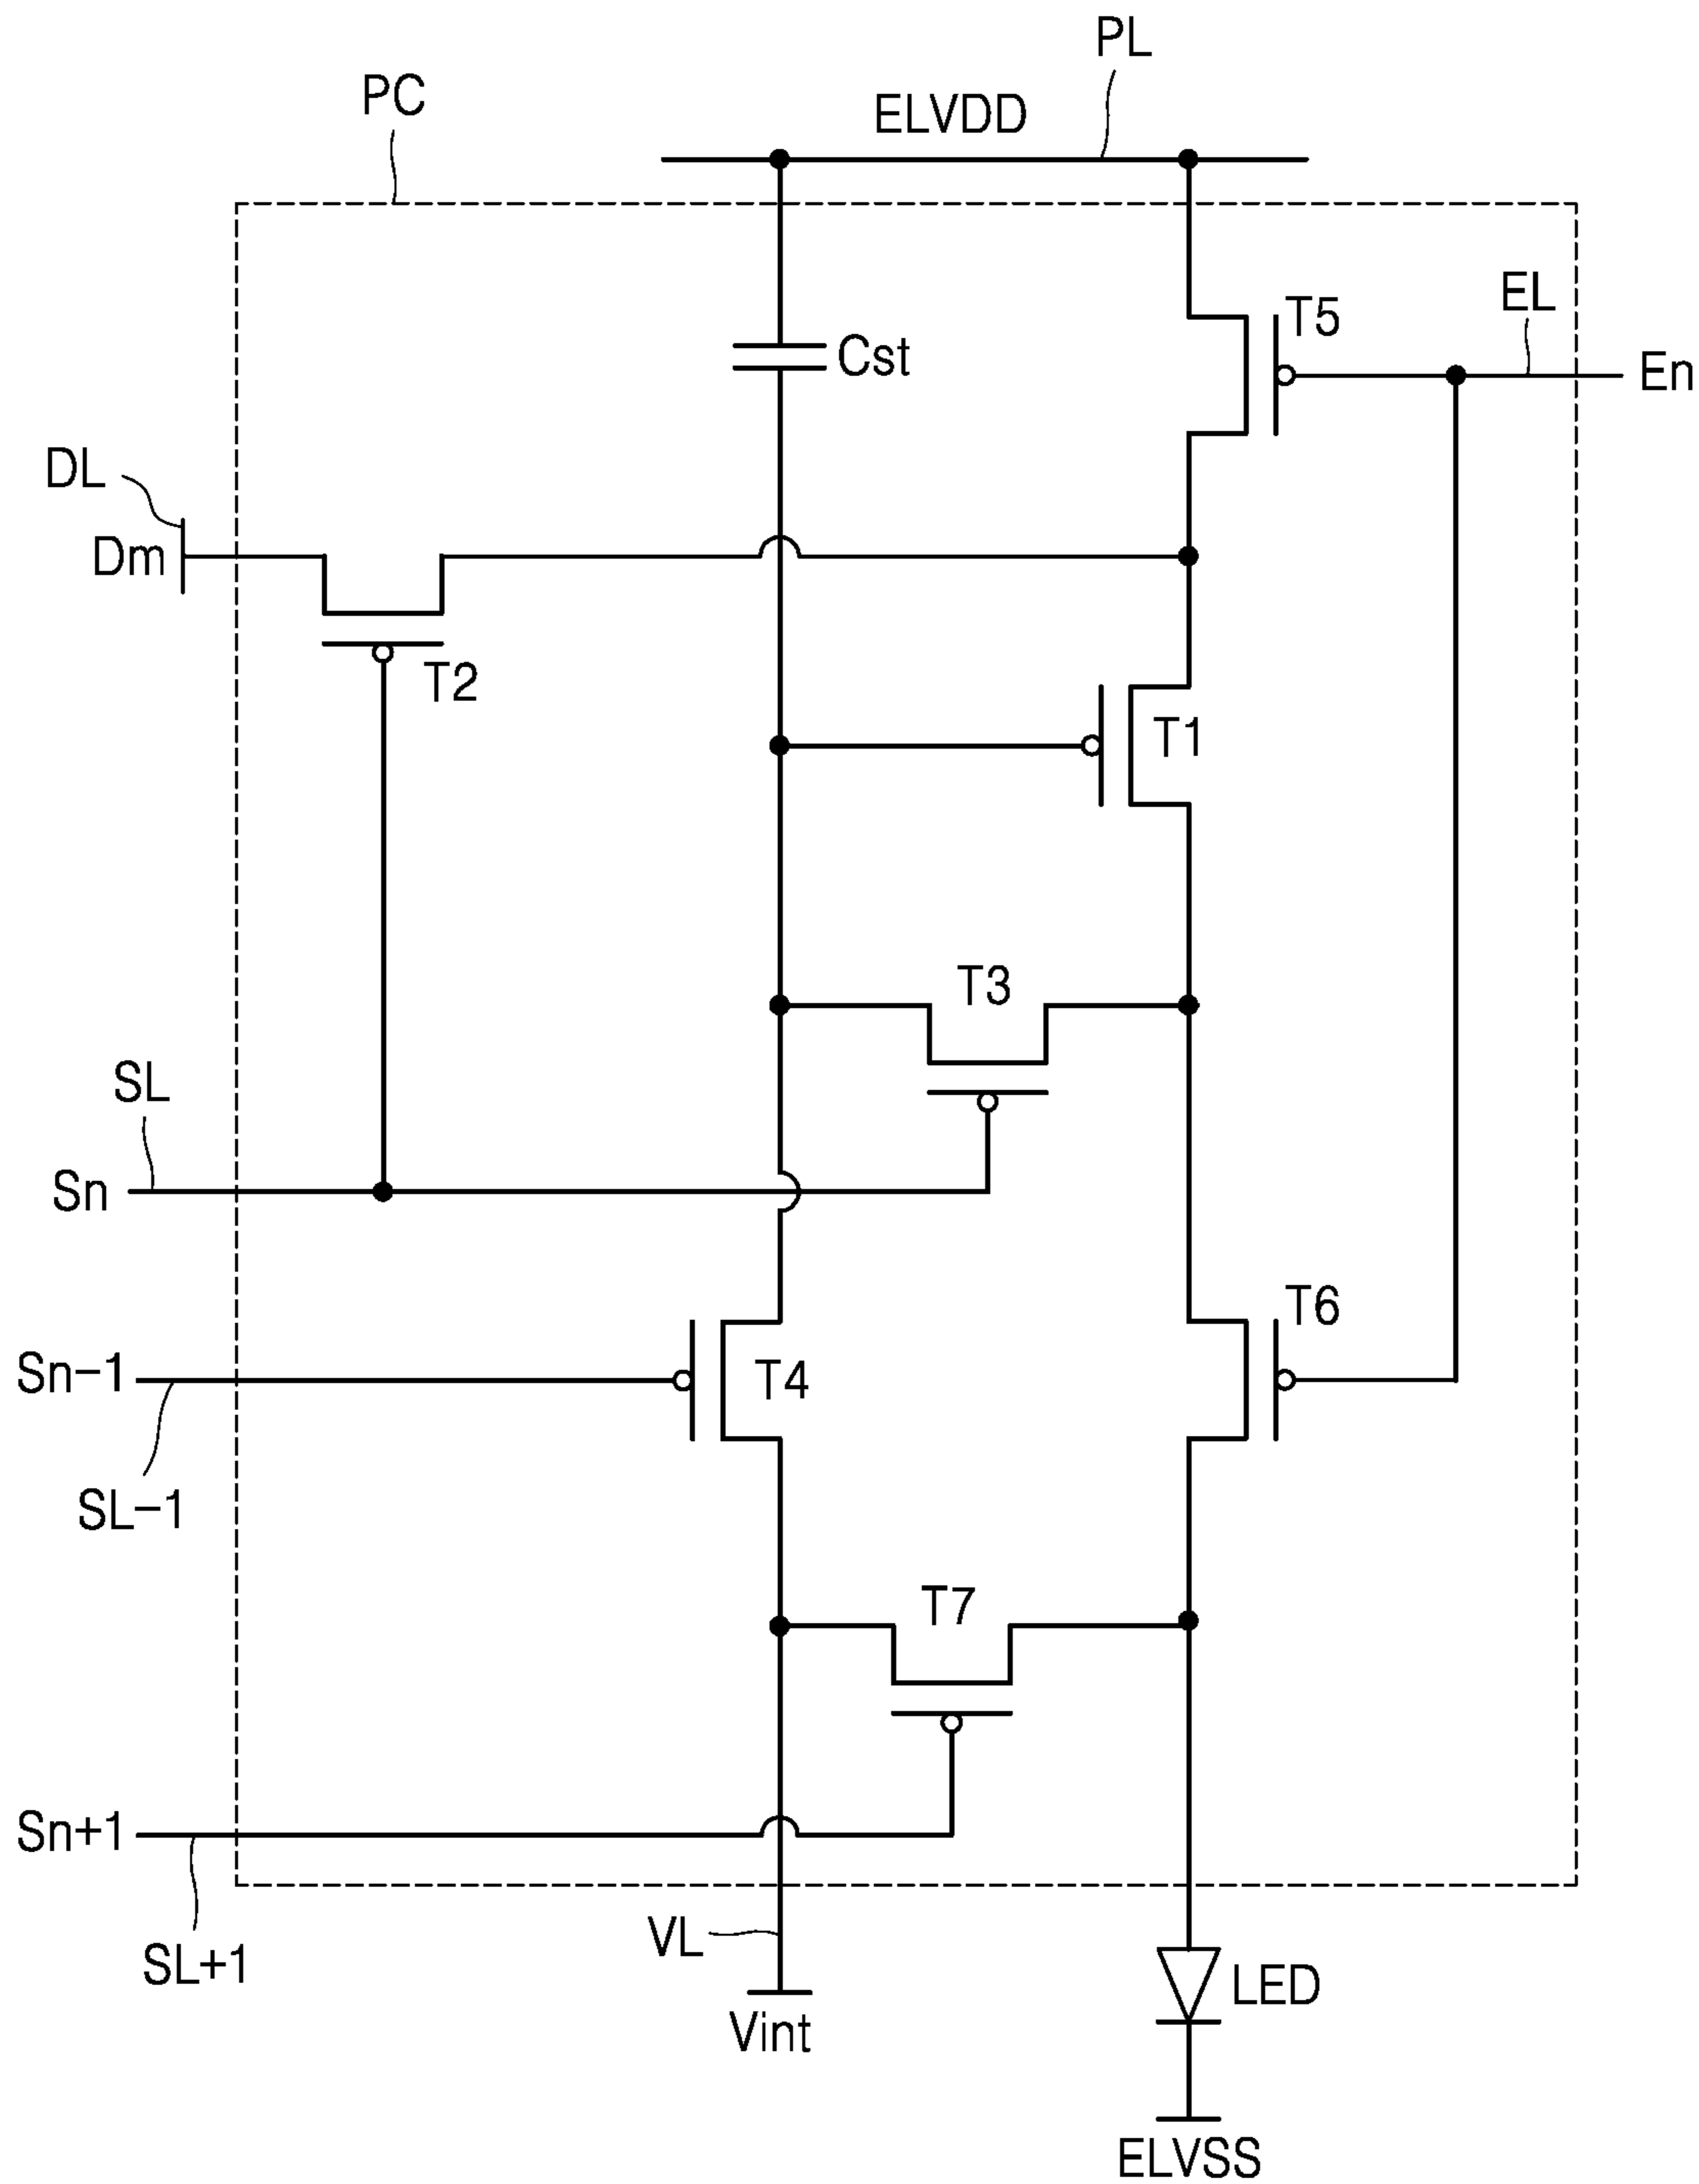 PL
PC
ELVDD
T5
EL
Cst
En
DL
Dm
T2
T1
T3
SL
Sn
T6
Sn-1
T4
SL-1
T7
Sn+1
VL
SL+1
LED
Vint
ELVSS